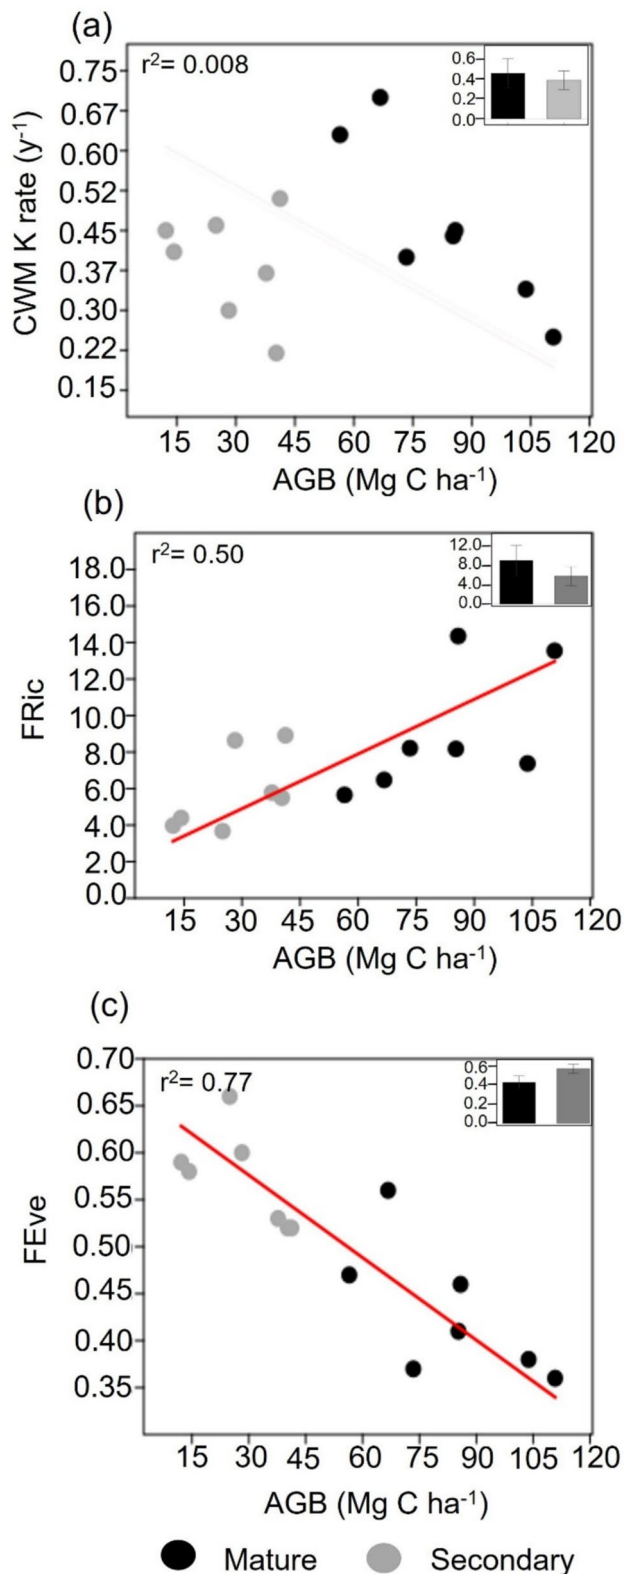 (a)
r²= 0.008
0.75
0.67
0.60
0.52
0.45
0.37
0.30
0.22
0.15
CWM K rate (y⁻¹)
0.6
0.4
0.2
0.0
15 30 45 60 75 90 105 120
AGB (Mg C ha⁻¹)
(b)
r²= 0.50
18.0
16.0
14.0
12.0
10.0
8.0
6.0
4.0
2.0
0.0
FRic
12.0
8.0
4.0
0.0
15 30 45 60 75 90 105 120
AGB (Mg C ha⁻¹)
(c)
r²= 0.77
0.70
0.65
0.60
0.55
0.50
0.45
0.40
0.35
FEve
0.6
0.4
0.2
0.0
15 30 45 60 75 90 105 120
AGB (Mg C ha⁻¹)
Mature Secondary